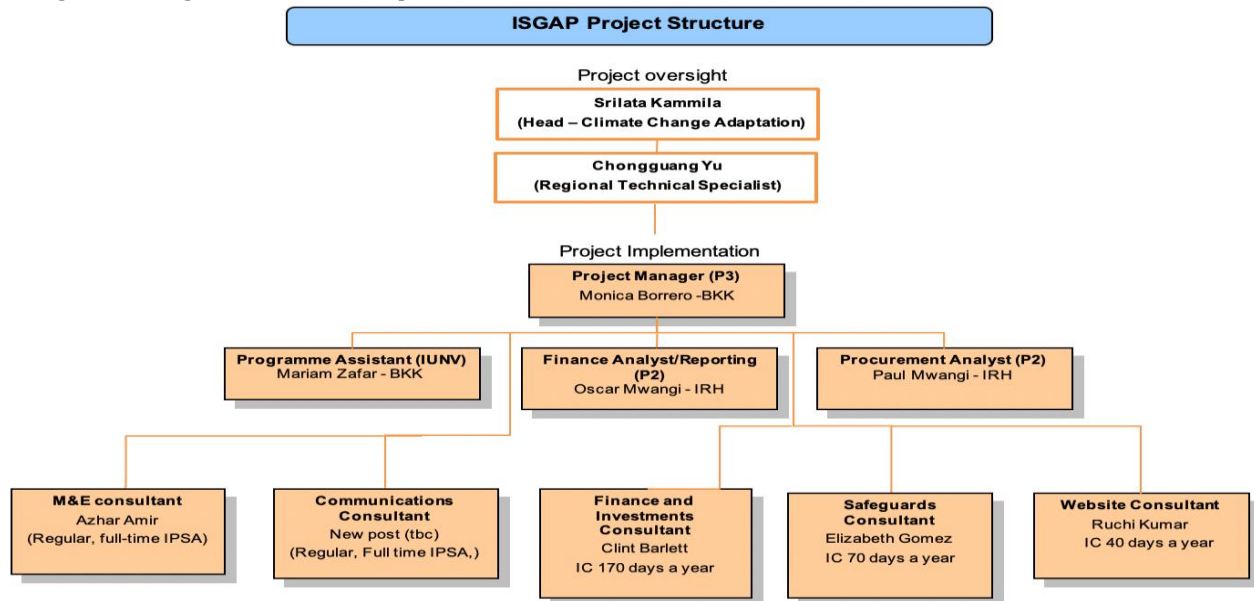 ISGAP Project Structure
Project oversight
Srilata Kammila
(Head – Climate Change Adaptation)
Chongguang Yu
(Regional Technical Specialist)
Project Implementation
Project Manager (P3)
Monica Borrero -BKK
Programme Assistant (IUNV)
Mariam Zafar - BKK
Finance Analyst/Reporting
(P2)
Oscar Mwangi - IRH
Procurement Analyst (P2)
Paul Mwangi - IRH
M&E consultant
Azhar Amir
(Regular, full-time IPSA)
Communications
Consultant
New post (tbc)
(Regular, Full time IPSA,)
Finance and
Investments
Consultant
Clint Barlett
IC 170 days a year
Safeguards
Consultant
Elizabeth Gomez
IC 70 days a year
Website Consultant
Ruchi Kumar
IC 40 days a year